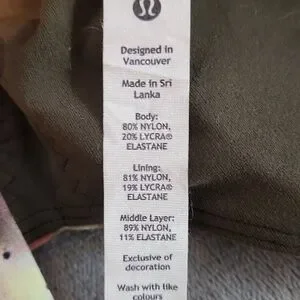 Designed in
Vancouver
Made in Sri
Lanka
Body:
80% NYLON,
20% LYCRA®
ELASTANE
Lining:
81% NYLON,
19% LYCRA®
ELASTANE
Middle Layer:
89% NYLON,
11% ELASTANE
Exclusive of
decoration
Wash with like
colours